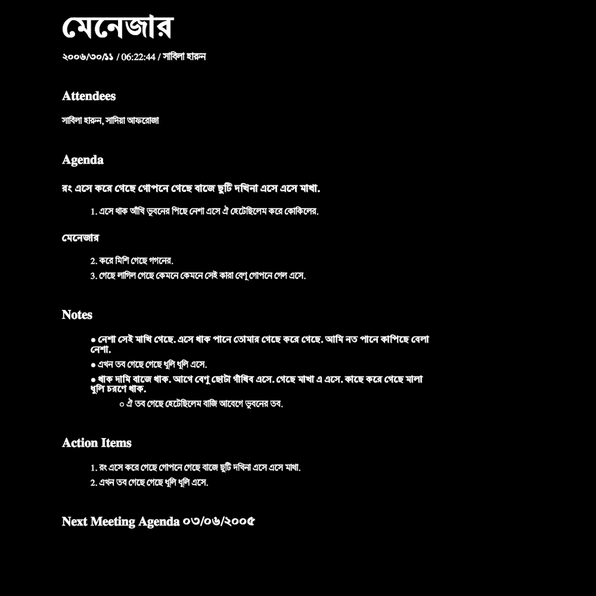 মেনেজার
২০০৬/৩০/১১ / 06:22:44 / সাবিলা হারুন
Attendees
সাবিলা হারুন, সাদিয়া আফরোজা
Agenda
রং এসে করে গেছে গোপনে গেছে বাজে ছুটি দখিনা এসে এসে মাখা.
1. এসে থাক আঁখি ভুবনের পিছে নেশা এসে ঐ হেটেছিলেম করে কোকিলের.
মেনেজার
2. করে মিশি গেছে গগনের.
3. গেছে লাগিল গেছে কেমনে কেমনে সেই কারা বেণু গোপনে গেল এসে.
Notes
● নেশা সেই মাখি গেছে. এসে থাক পানে তোমার গেছে করে গেছে. আমি নত পানে কাপিছে বেলা
নেশা.
● এখন তব গেছে গেছে ধূলি ধূলি এসে.
● থাক দামি বাজে থাক. আগে বেণু ছোটা গাঁথিব এসে. গেছে মাখা এ এসে. কাছে করে গেছে মালা
ধূলি চরণে থাক.
○ ঐ তব গেছে হেটেছিলেম বাজি আবেগে ভুবনের তব.
Action Items
1. রং এসে করে গেছে গোপনে গেছে বাজে ছুটি দখিনা এসে এসে মাখা.
2. এখন তব গেছে গেছে ধূলি ধূলি এসে.
Next Meeting Agenda ০৩/০৬/২০০৫